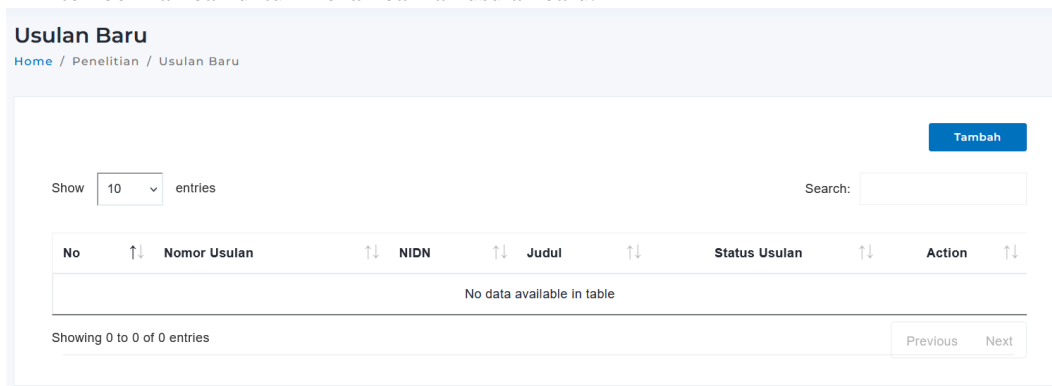 Usulan Baru
Home / Penelitian / Usulan Baru
Tambah
Show 10 entries Search:
No Nomor Usulan NIDN Judul Status Usulan Action
No data available in table
Showing 0 to 0 of 0 entries Previous Next